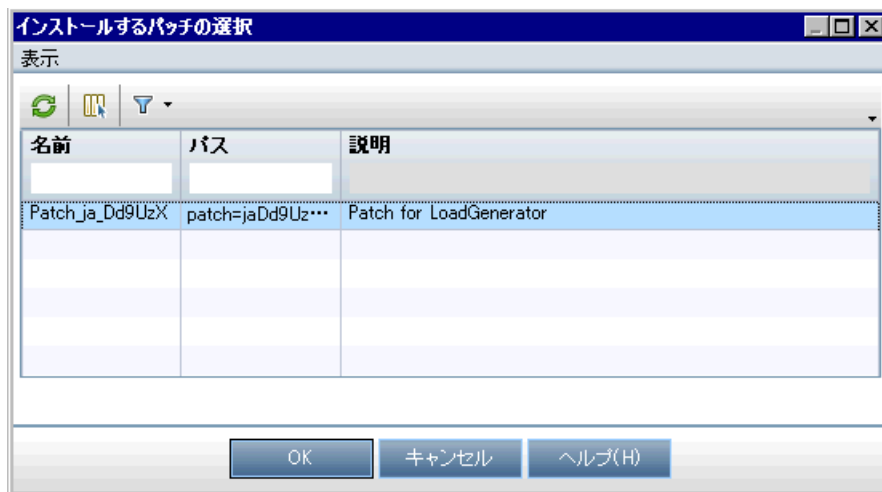 インストールするパッチの選択
表示
名前 パス 説明
Patch_ja_Dd9UzX patch=jaDd9Uz… Patch for LoadGenerator
OK キャンセル ヘルプ(H)